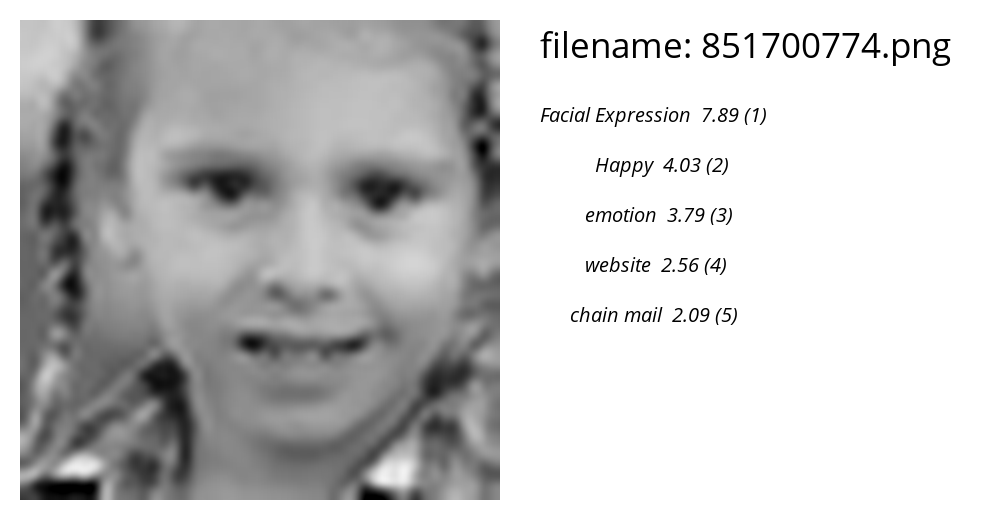 filename: 851700774.png
Facial Expression 7.89 (1)
Happy 4.03 (2)
emotion 3.79 (3)
website 2.56 (4)
chain mail 2.09 (5)